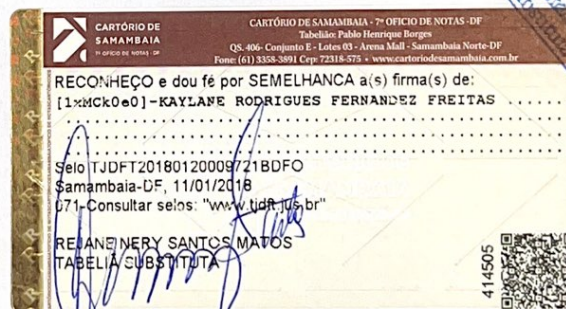 CARTÓRIO DE
SAMAMBAIA
7º OFÍCIO DE NOTAS - DF
CARTÓRIO DE SAMAMBAIA - 7º OFICIO DE NOTAS -DF
Tabelião: Pablo Henrique Borges
QS. 406- Conjunto E - Lotes 03 - Arena Mall - Samambaia Norte-DF
Fone: (61) 3358-3891 Cep: 72318-575 • www.cartoriodesamambaia.com.br
RECONHEÇO e dou fé por SEMELHANCA a(s) firma(s) de:
[1xMCk0e0]-KAYLANE RODRIGUES FERNANDEZ FREITAS
Selo TJDFT20180120009721BDFO
Samambaia-DF, 11/01/2018
071-Consultar selos: "www.tjdft.jus.br"
REJANE NERY SANTOS MATOS
TABELIÃ SUBSTITUTA
414505